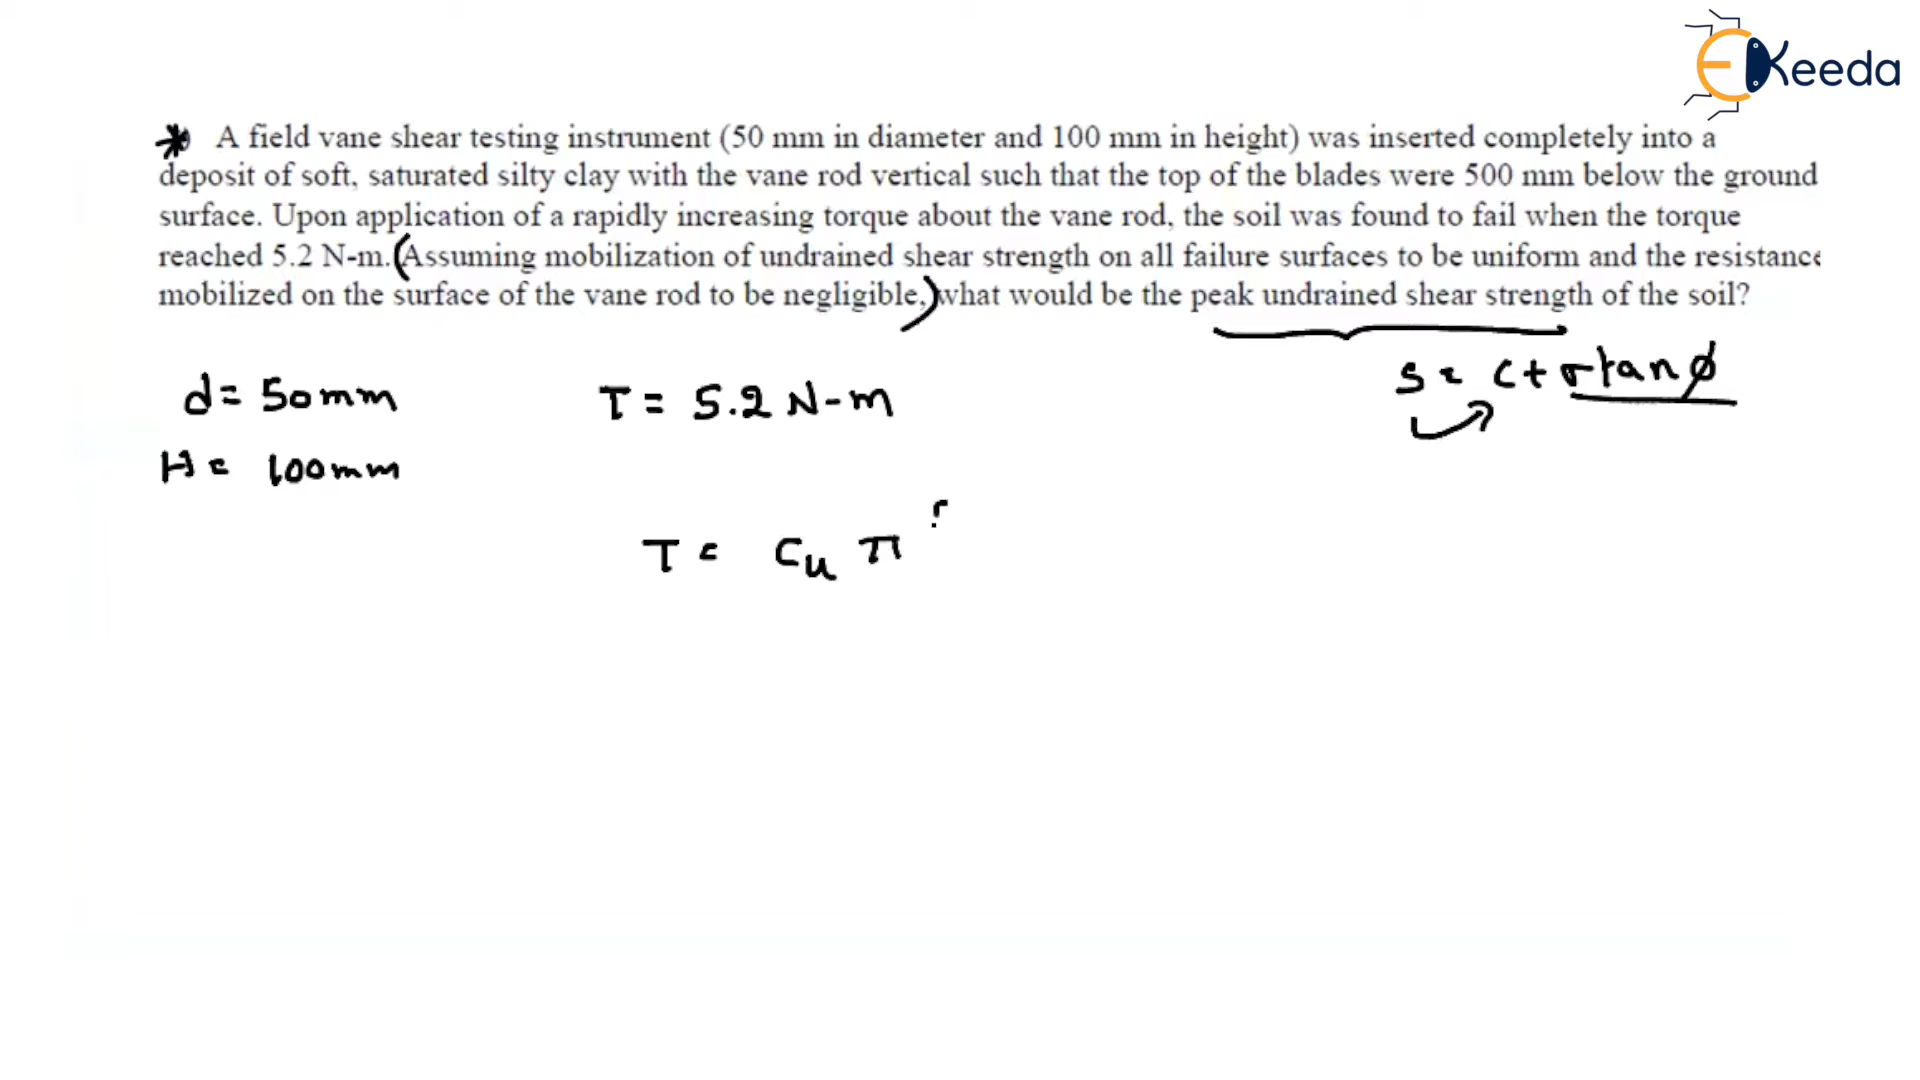 EKeeda
* A field vane shear testing instrument (50 mm in diameter and 100 mm in height) was inserted completely into a
deposit of soft, saturated silty clay with the vane rod vertical such that the top of the blades were 500 mm below the ground
surface. Upon application of a rapidly increasing torque about the vane rod, the soil was found to fail when the torque
reached 5.2 N-m. (Assuming mobilization of undrained shear strength on all failure surfaces to be uniform and the resistance
mobilized on the surface of the vane rod to be negligible,) what would be the peak undrained shear strength of the soil?
S = C + σ tan ϕ
d = 50mm T = 5.2 N-m
H = 100mm
T = Cu π